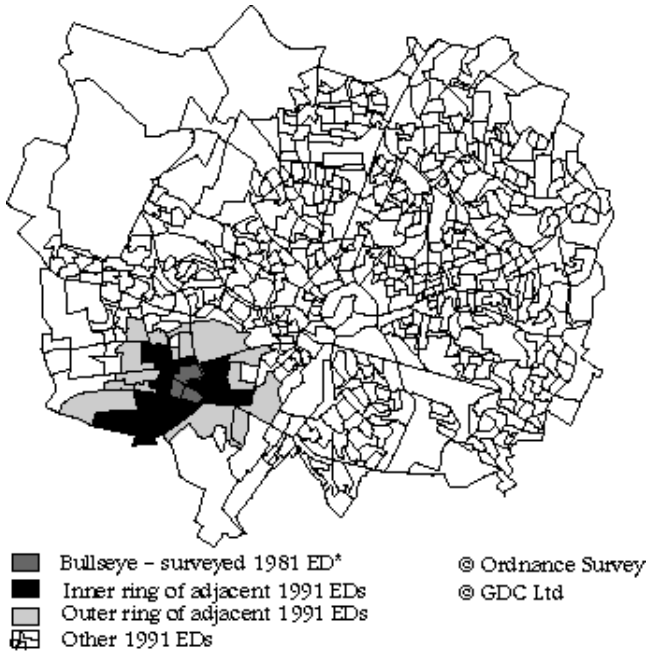 Bullseye – surveyed 1981 ED*
Inner ring of adjacent 1991 EDs
Outer ring of adjacent 1991 EDs
Other 1991 EDs
© Ordnance Survey
© GDC Ltd